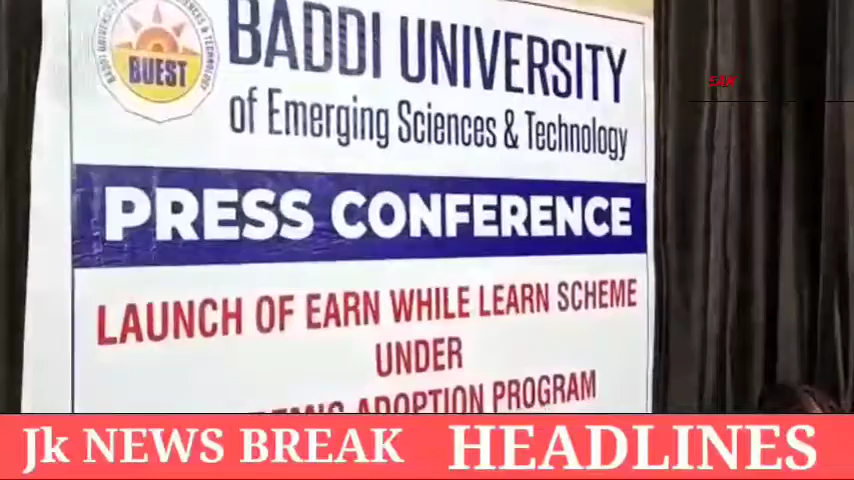 BUEST
BADDI UNIVERSITY
of Emerging Sciences & Technology
PRESS CONFERENCE
LAUNCH OF EARN WHILE LEARN SCHEME
UNDER
ADOPTION PROGRAM
Jk NEWS BREAK HEADLINES